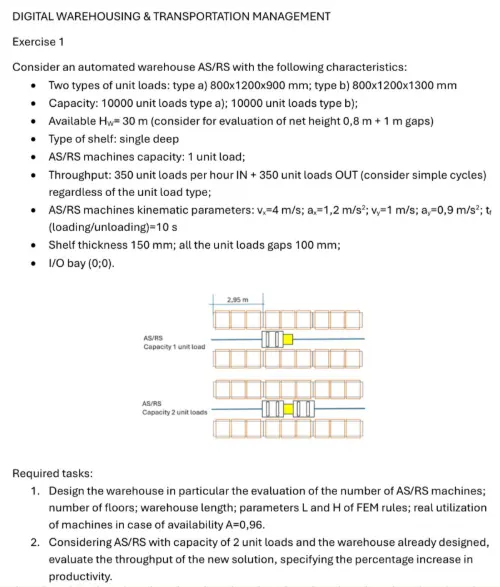 DIGITAL WAREHOUSING & TRANSPORTATION MANAGEMENT
Exercise 1
Consider an automated warehouse AS/RS with the following characteristics:
• Two types of unit loads: type a) 800x1200x900 mm; type b) 800x1200x1300 mm
• Capacity: 10000 unit loads type a); 10000 unit loads type b);
• Available Hw= 30 m (consider for evaluation of net height 0,8 m + 1 m gaps)
• Type of shelf: single deep
• AS/RS machines capacity: 1 unit load;
• Throughput: 350 unit loads per hour IN + 350 unit loads OUT (consider simple cycles)
regardless of the unit load type;
• AS/RS machines kinematic parameters: vx=4 m/s; ax=1,2 m/s²; vy=1 m/s; ay=0,9 m/s²; tf
(loading/unloading)=10 s
• Shelf thickness 150 mm; all the unit loads gaps 100 mm;
• I/O bay (0;0).
2,95 m
AS/RS
Capacity 1 unit load
AS/RS
Capacity 2 unit loads
Required tasks:
1. Design the warehouse in particular the evaluation of the number of AS/RS machines;
number of floors; warehouse length; parameters L and H of FEM rules; real utilization
of machines in case of availability A=0,96.
2. Considering AS/RS with capacity of 2 unit loads and the warehouse already designed,
evaluate the throughput of the new solution, specifying the percentage increase in
productivity.